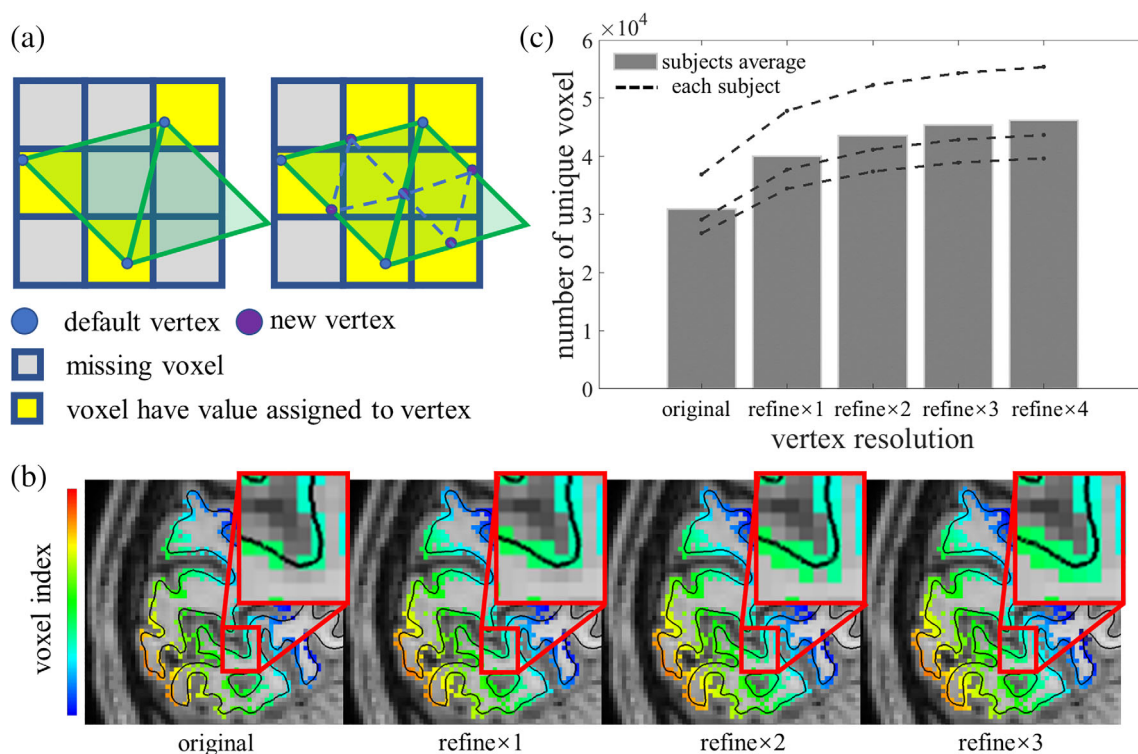 (a)
default vertex
new vertex
missing voxel
voxel have value assigned to vertex
(c)
×10⁴
6
5
4
3
2
1
0
number of unique voxel
subjects average
each subject
original
refine×1
refine×2
refine×3
refine×4
vertex resolution
(b)
voxel index
original
refine×1
refine×2
refine×3